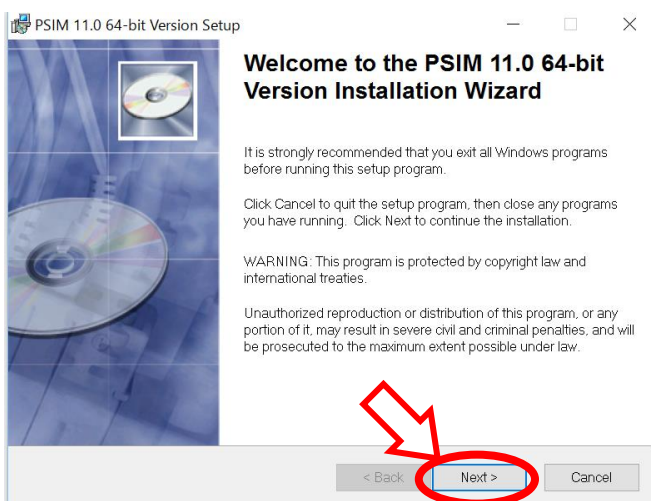 PSIM 11.0 64-bit Version Setup
Welcome to the PSIM 11.0 64-bit
Version Installation Wizard
It is strongly recommended that you exit all Windows programs
before running this setup program.
Click Cancel to quit the setup program, then close any programs
you have running. Click Next to continue the installation.
WARNING: This program is protected by copyright law and
international treaties.
Unauthorized reproduction or distribution of this program, or any
portion of it, may result in severe civil and criminal penalties, and will
be prosecuted to the maximum extent possible under law.
< Back Next > Cancel